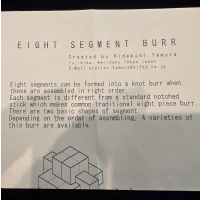 EIGHT SEGMENT BURR
Created by Hidekuni Tamura
E-Mail:
Eight segments can be formed into a knot burr when
those are assembled in right order.
Each segment is different from a standard notched
stick which makes common traditional eight piece burr.
There are two basic shapes of segment.
Depending on the order of assmbling, 4 varieties of
this burr are available.